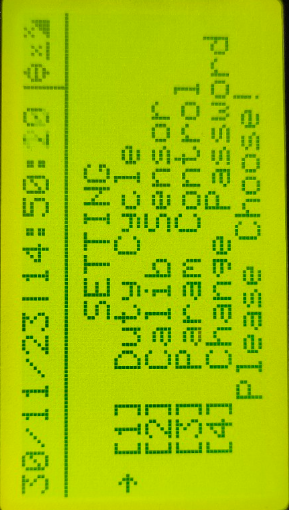 30/11/23|14:50:20
SETTING
→[1] Duty Cycle
[2] Calib Sensor
[3] Param Control
[4] Change Password
Please Choose!